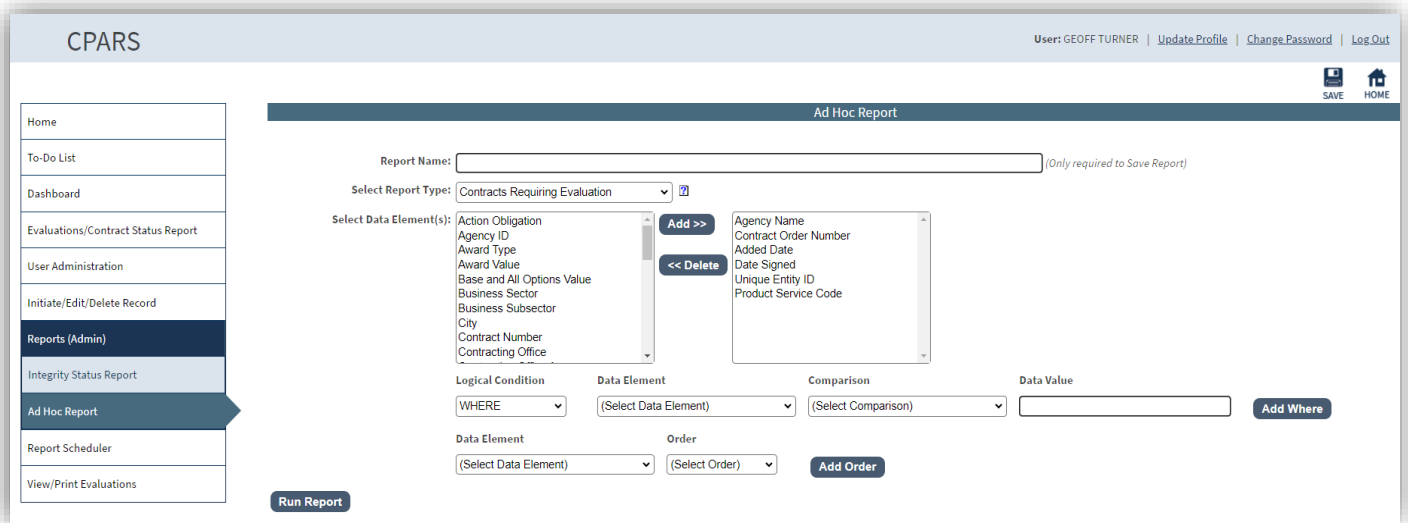 CPARS
User: GEOFF TURNER | Update Profile | Change Password | Log Out
SAVE HOME
Home
To-Do List
Dashboard
Evaluations/Contract Status Report
User Administration
Initiate/Edit/Delete Record
Reports (Admin)
Integrity Status Report
Ad Hoc Report
Report Scheduler
View/Print Evaluations
Ad Hoc Report
Report Name: (Only required to Save Report)
Select Report Type: Contracts Requiring Evaluation ?
Select Data Element(s):
Action Obligation
Agency ID
Award Type
Award Value
Base and All Options Value
Business Sector
Business Subsector
City
Contract Number
Contracting Office
Add >>
<< Delete
Agency Name
Contract Order Number
Added Date
Date Signed
Unique Entity ID
Product Service Code
Logical Condition Data Element Comparison Data Value
WHERE (Select Data Element) (Select Comparison) Add Where
Data Element Order
(Select Data Element) (Select Order) Add Order
Run Report